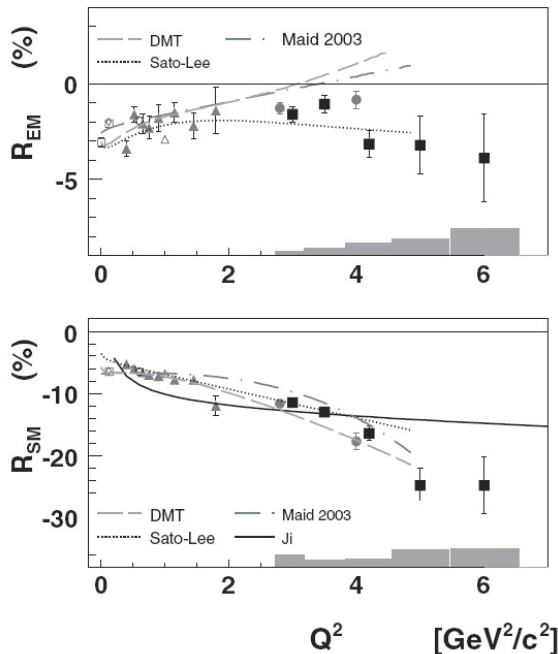 R_EM (%)
DMT
Maid 2003
Sato-Lee
0
-5
0
2
4
6
R_SM (%)
0
-10
-20
-30
DMT
Maid 2003
Sato-Lee
Ji
0
2
4
6
Q²
[GeV²/c²]